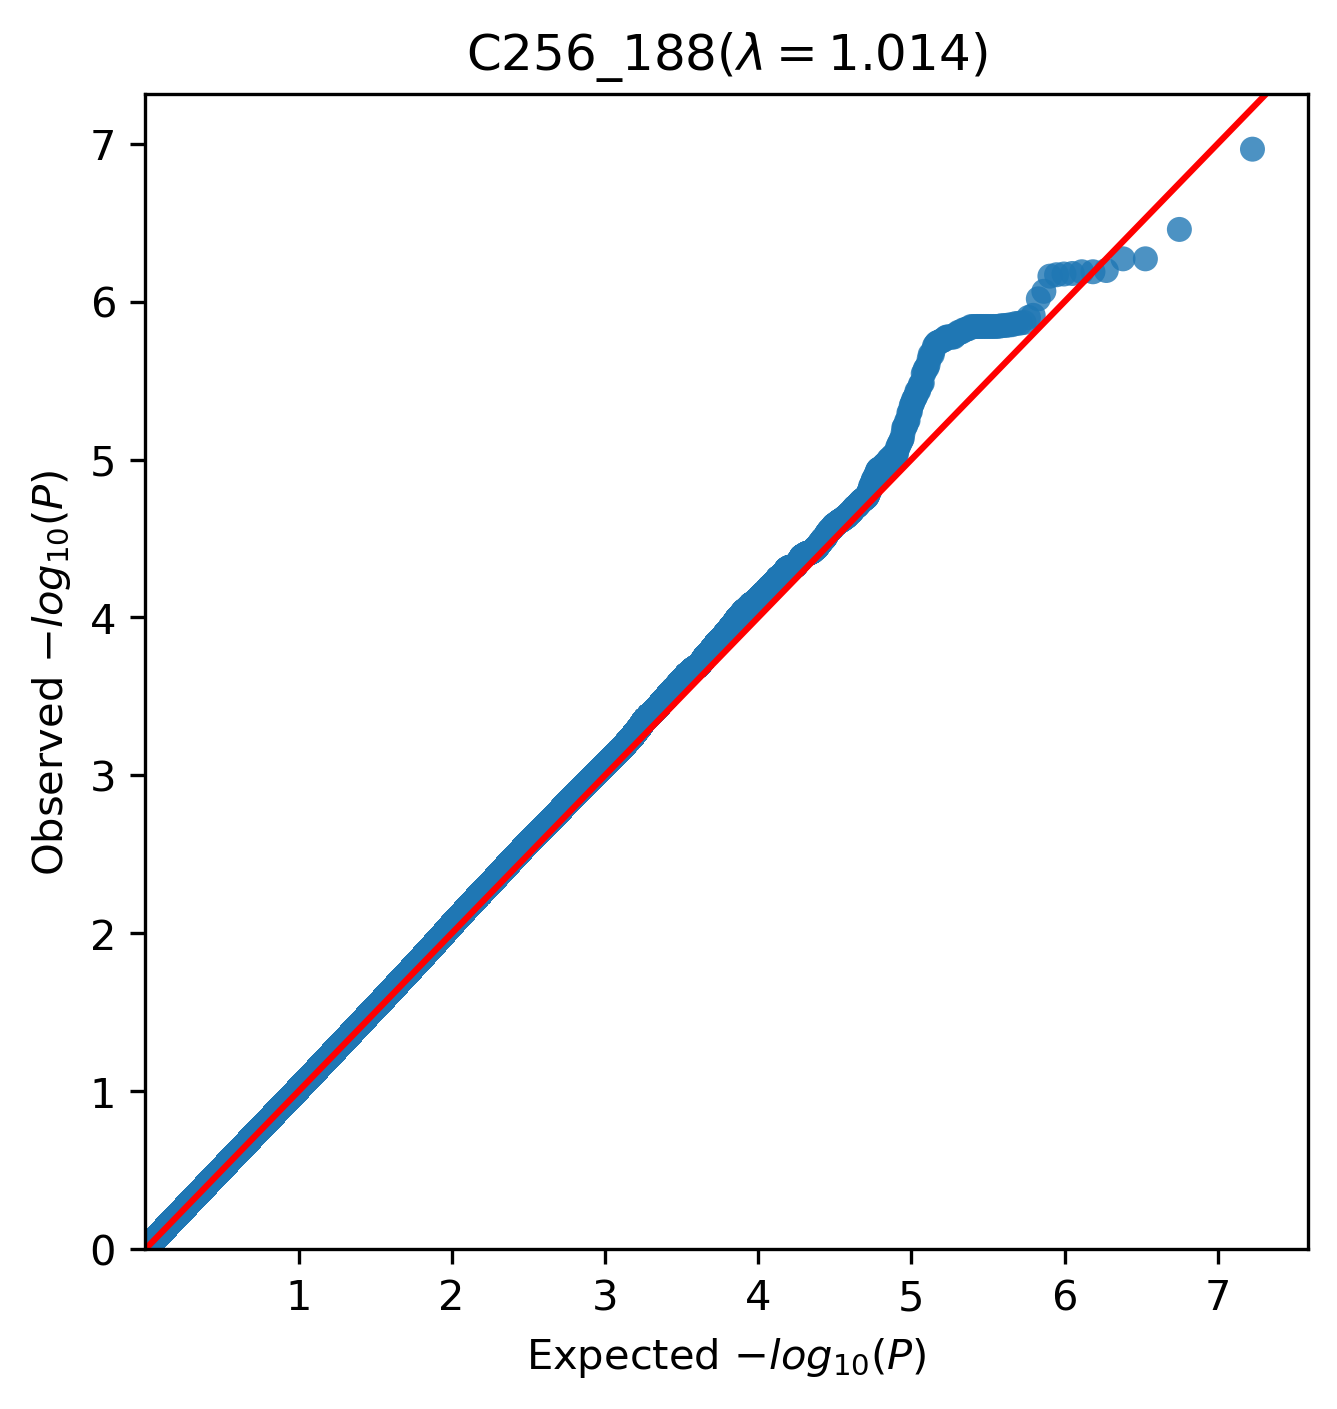 C256_188(λ = 1.014)
Observed −log₁₀(P)
7
6
5
4
3
2
1
0
1 2 3 4 5 6 7
Expected −log₁₀(P)